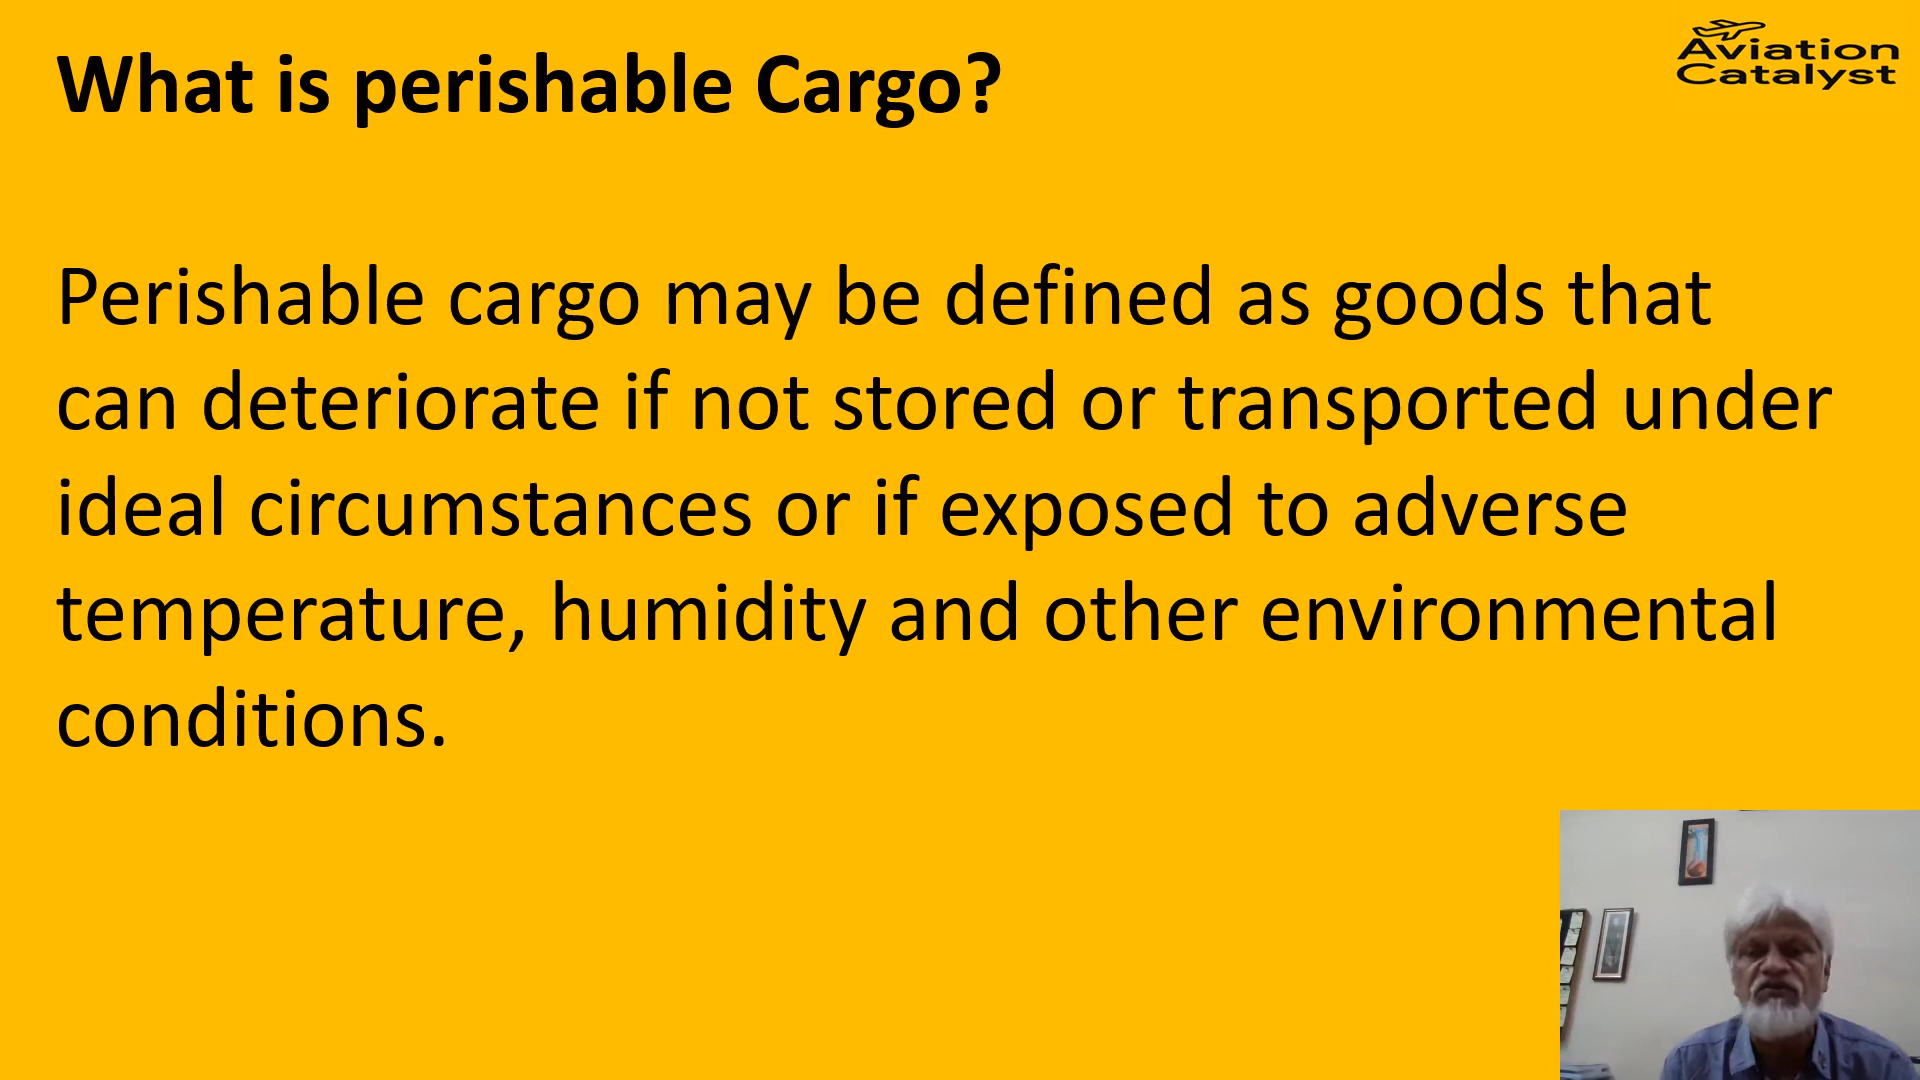 What is perishable Cargo?
Aviation
Catalyst
Perishable cargo may be defined as goods that
can deteriorate if not stored or transported under
ideal circumstances or if exposed to adverse
temperature, humidity and other environmental
conditions.